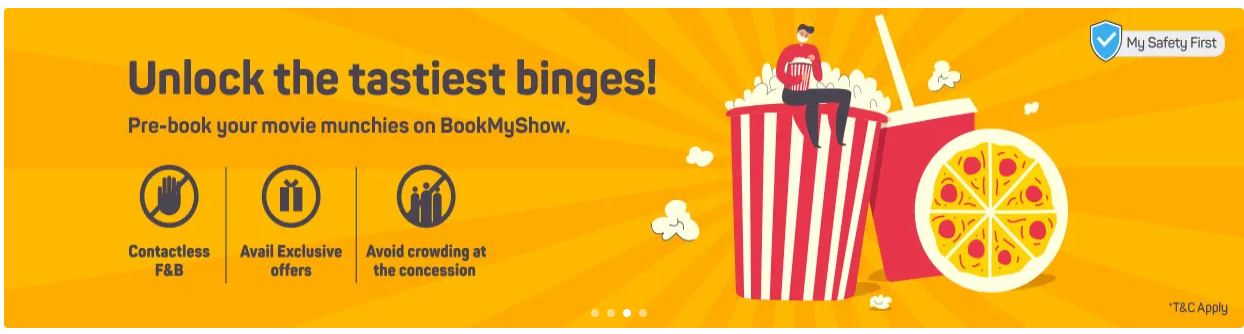 My Safety First
Unlock the tastiest binges!
Pre-book your movie munchies on BookMyShow.
Contactless
F&B
Avail Exclusive
offers
Avoid crowding at
the concession
*T&C Apply